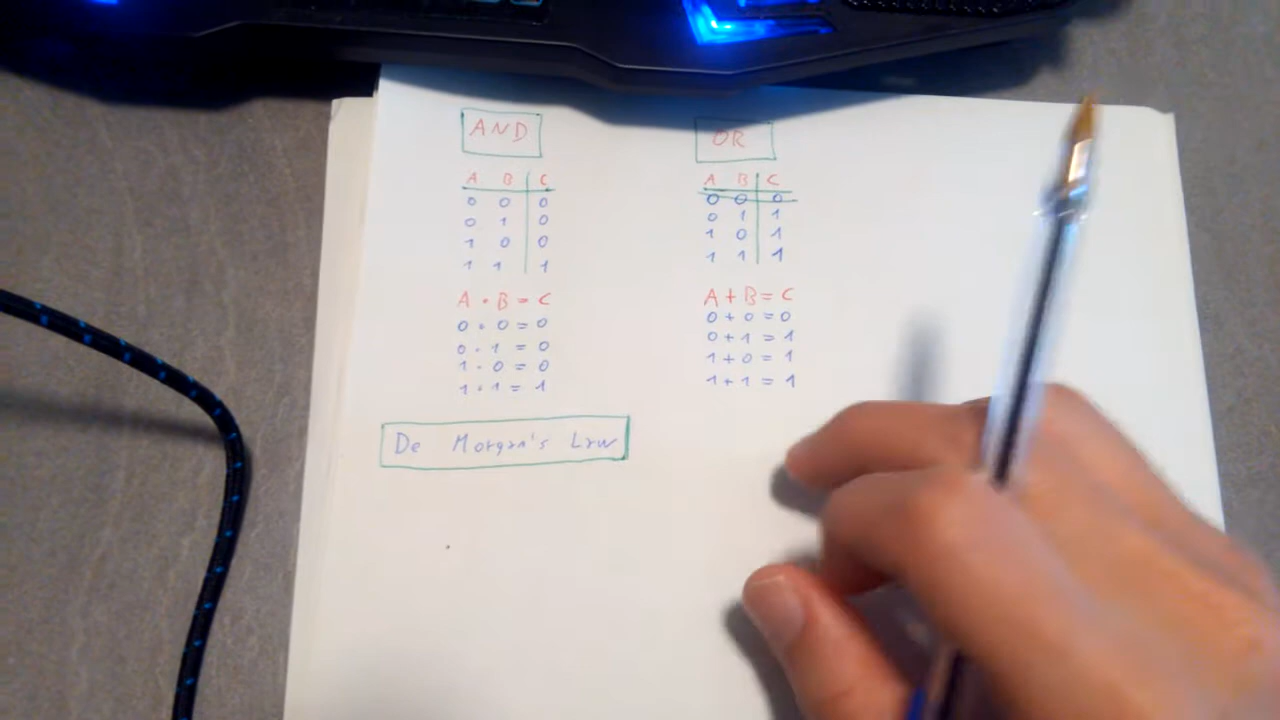 AND
A B C
0 0 0
0 1 0
1 0 0
1 1 1
A · B = C
0 · 0 = 0
0 · 1 = 0
1 · 0 = 0
1 · 1 = 1
OR
A B C
0 0 0
0 1 1
1 0 1
1 1 1
A + B = C
0 + 0 = 0
0 + 1 = 1
1 + 0 = 1
1 + 1 = 1
De Morgan's Law